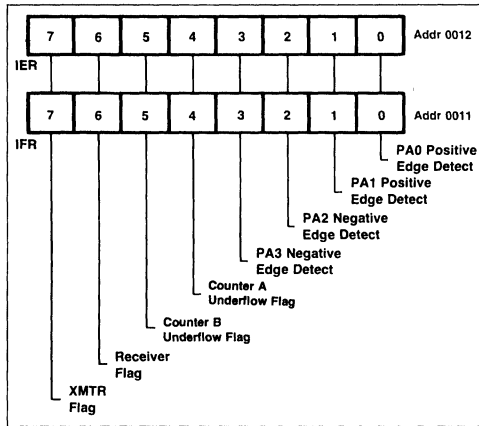 7 6 5 4 3 2 1 0 Addr 0012
IER
7 6 5 4 3 2 1 0 Addr 0011
IFR
PA0 Positive
Edge Detect
PA1 Positive
Edge Detect
PA2 Negative
Edge Detect
PA3 Negative
Edge Detect
Counter A
Underflow Flag
Counter B
Underflow Flag
Receiver
Flag
XMTR
Flag